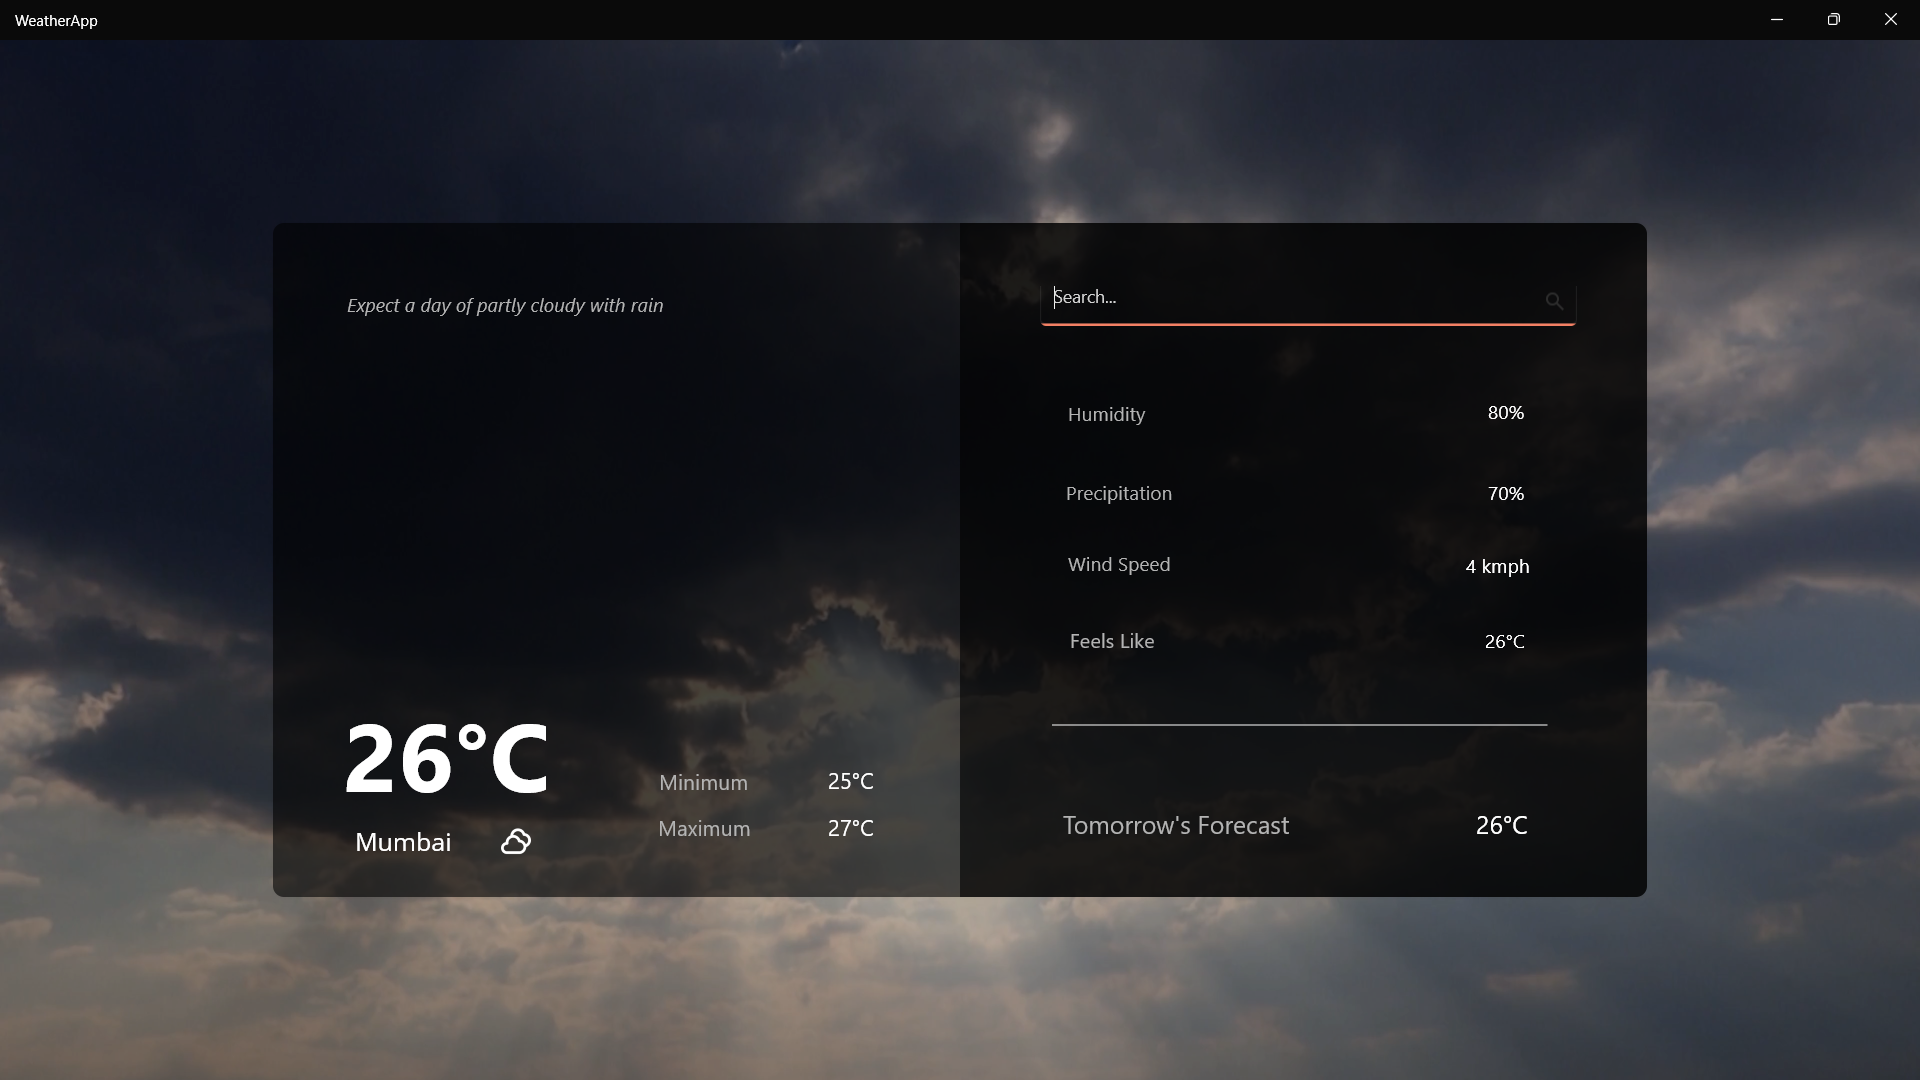 WeatherApp
Expect a day of partly cloudy with rain
26°C
Mumbai
Minimum 25°C
Maximum 27°C
Search...
Humidity 80%
Precipitation 70%
Wind Speed 4 kmph
Feels Like 26°C
Tomorrow's Forecast 26°C